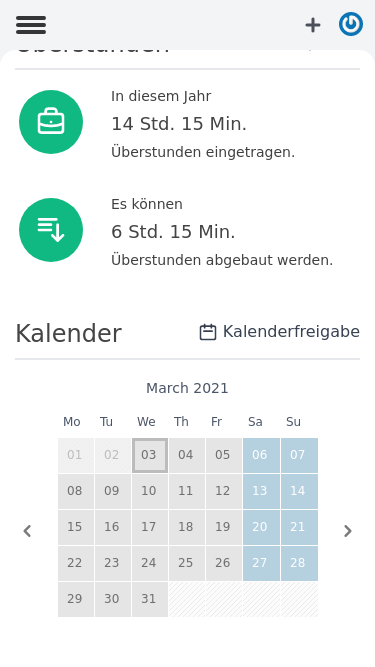 Überstunden
In diesem Jahr
14 Std. 15 Min.
Überstunden eingetragen.
Es können
6 Std. 15 Min.
Überstunden abgebaut werden.
Kalender
Kalenderfreigabe
March 2021
Mo Tu We Th Fr Sa Su
01 02 03 04 05 06 07
08 09 10 11 12 13 14
15 16 17 18 19 20 21
22 23 24 25 26 27 28
29 30 31